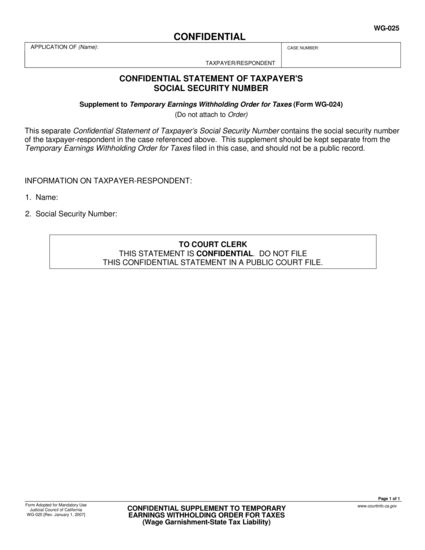 WG-025
CONFIDENTIAL
APPLICATION OF (Name):
CASE NUMBER:
TAXPAYER/RESPONDENT
CONFIDENTIAL STATEMENT OF TAXPAYER'S
SOCIAL SECURITY NUMBER
Supplement to Temporary Earnings Withholding Order for Taxes (Form WG-024)
(Do not attach to Order)
This separate Confidential Statement of Taxpayer's Social Security Number contains the social security number
of the taxpayer-respondent in the case referenced above. This supplement should be kept separate from the
Temporary Earnings Withholding Order for Taxes filed in this case, and should not be a public record.
INFORMATION ON TAXPAYER-RESPONDENT:
1. Name:
2. Social Security Number:
TO COURT CLERK
THIS STATEMENT IS CONFIDENTIAL. DO NOT FILE
THIS CONFIDENTIAL STATEMENT IN A PUBLIC COURT FILE.
Page 1 of 1
Form Adopted for Mandatory Use
Judicial Council of California
WG-025 [Rev. January 1, 2007]
CONFIDENTIAL SUPPLEMENT TO TEMPORARY
EARNINGS WITHHOLDING ORDER FOR TAXES
(Wage Garnishment-State Tax Liability)
www.courtinfo.ca.gov